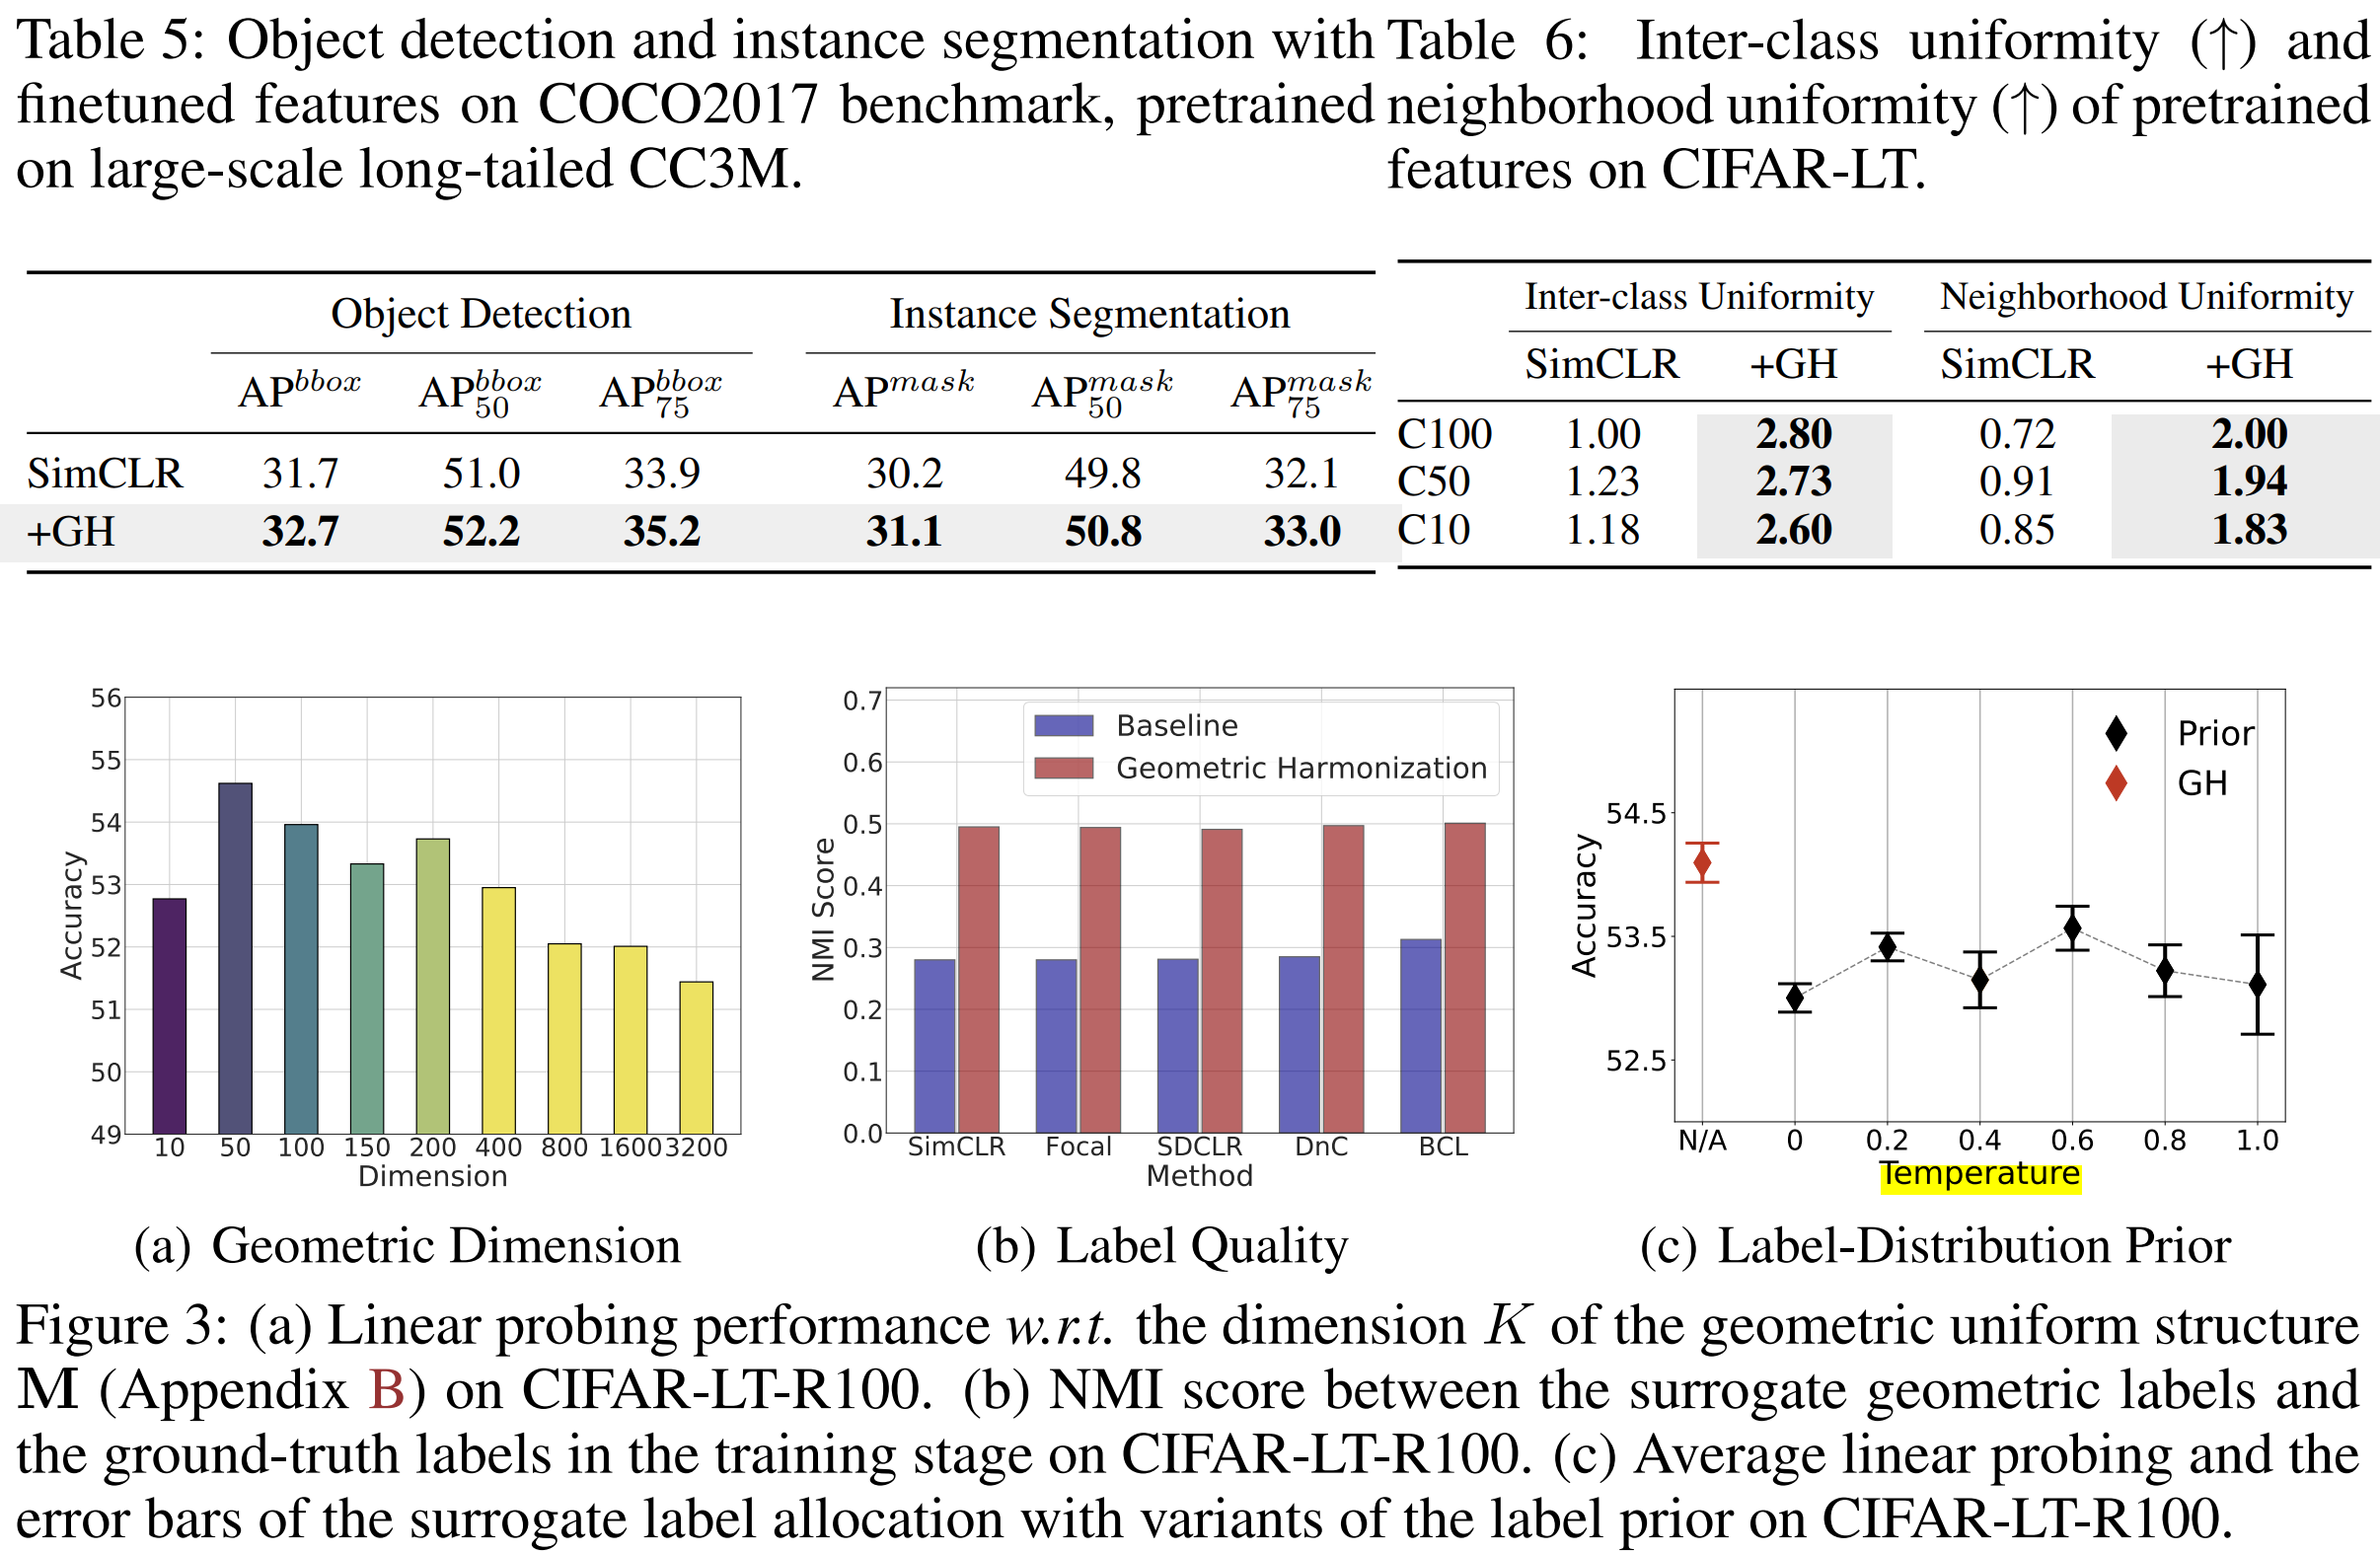 Table 5: Object detection and instance segmentation with
finetuned features on COCO2017 benchmark, pretrained
on large-scale long-tailed CC3M.
Object Detection Instance Segmentation
AP^bbox AP^bbox_50 AP^bbox_75 AP^mask AP^mask_50 AP^mask_75
SimCLR 31.7 51.0 33.9 30.2 49.8 32.1
+GH 32.7 52.2 35.2 31.1 50.8 33.0
Table 6: Inter-class uniformity (↑) and
neighborhood uniformity (↑) of pretrained
features on CIFAR-LT.
Inter-class Uniformity Neighborhood Uniformity
SimCLR +GH SimCLR +GH
C100 1.00 2.80 0.72 2.00
C50 1.23 2.73 0.91 1.94
C10 1.18 2.60 0.85 1.83
56
55
54
53
52
51
50
49
Accuracy
10 50 100 150 200 400 800 1600 3200
Dimension
(a) Geometric Dimension
0.7
0.6
0.5
0.4
0.3
0.2
0.1
0.0
NMI Score
Baseline
Geometric Harmonization
SimCLR Focal SDCLR DnC BCL
Method
(b) Label Quality
Prior
GH
54.5
53.5
52.5
Accuracy
N/A 0 0.2 0.4 0.6 0.8 1.0
Temperature
(c) Label-Distribution Prior
Figure 3: (a) Linear probing performance w.r.t. the dimension K of the geometric uniform structure
M (Appendix B) on CIFAR-LT-R100. (b) NMI score between the surrogate geometric labels and
the ground-truth labels in the training stage on CIFAR-LT-R100. (c) Average linear probing and the
error bars of the surrogate label allocation with variants of the label prior on CIFAR-LT-R100.